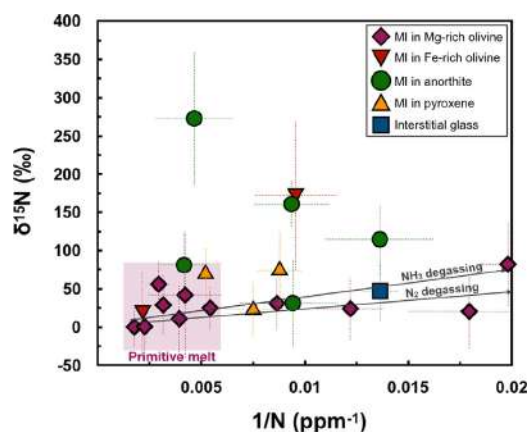 400
350
300
250
200
150
100
50
0
-50
δ¹⁵N (‰)
MI in Mg-rich olivine
MI in Fe-rich olivine
MI in anorthite
MI in pyroxene
Interstitial glass
NH₃ degassing
N₂ degassing
Primitive melt
0.005
0.01
0.015
0.02
1/N (ppm⁻¹)